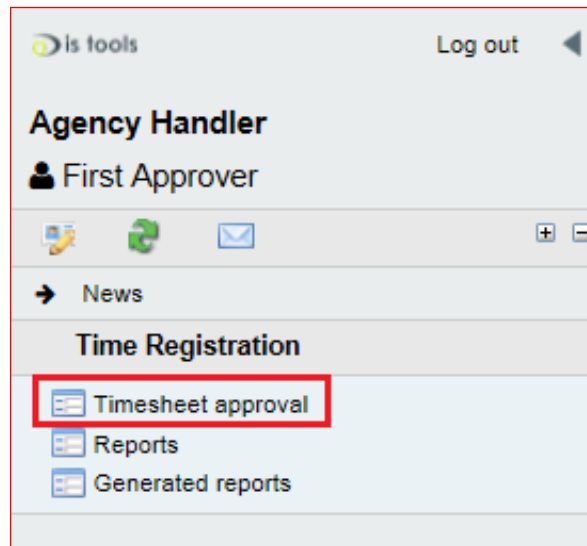 is tools
Log out
Agency Handler
First Approver
News
Time Registration
Timesheet approval
Reports
Generated reports